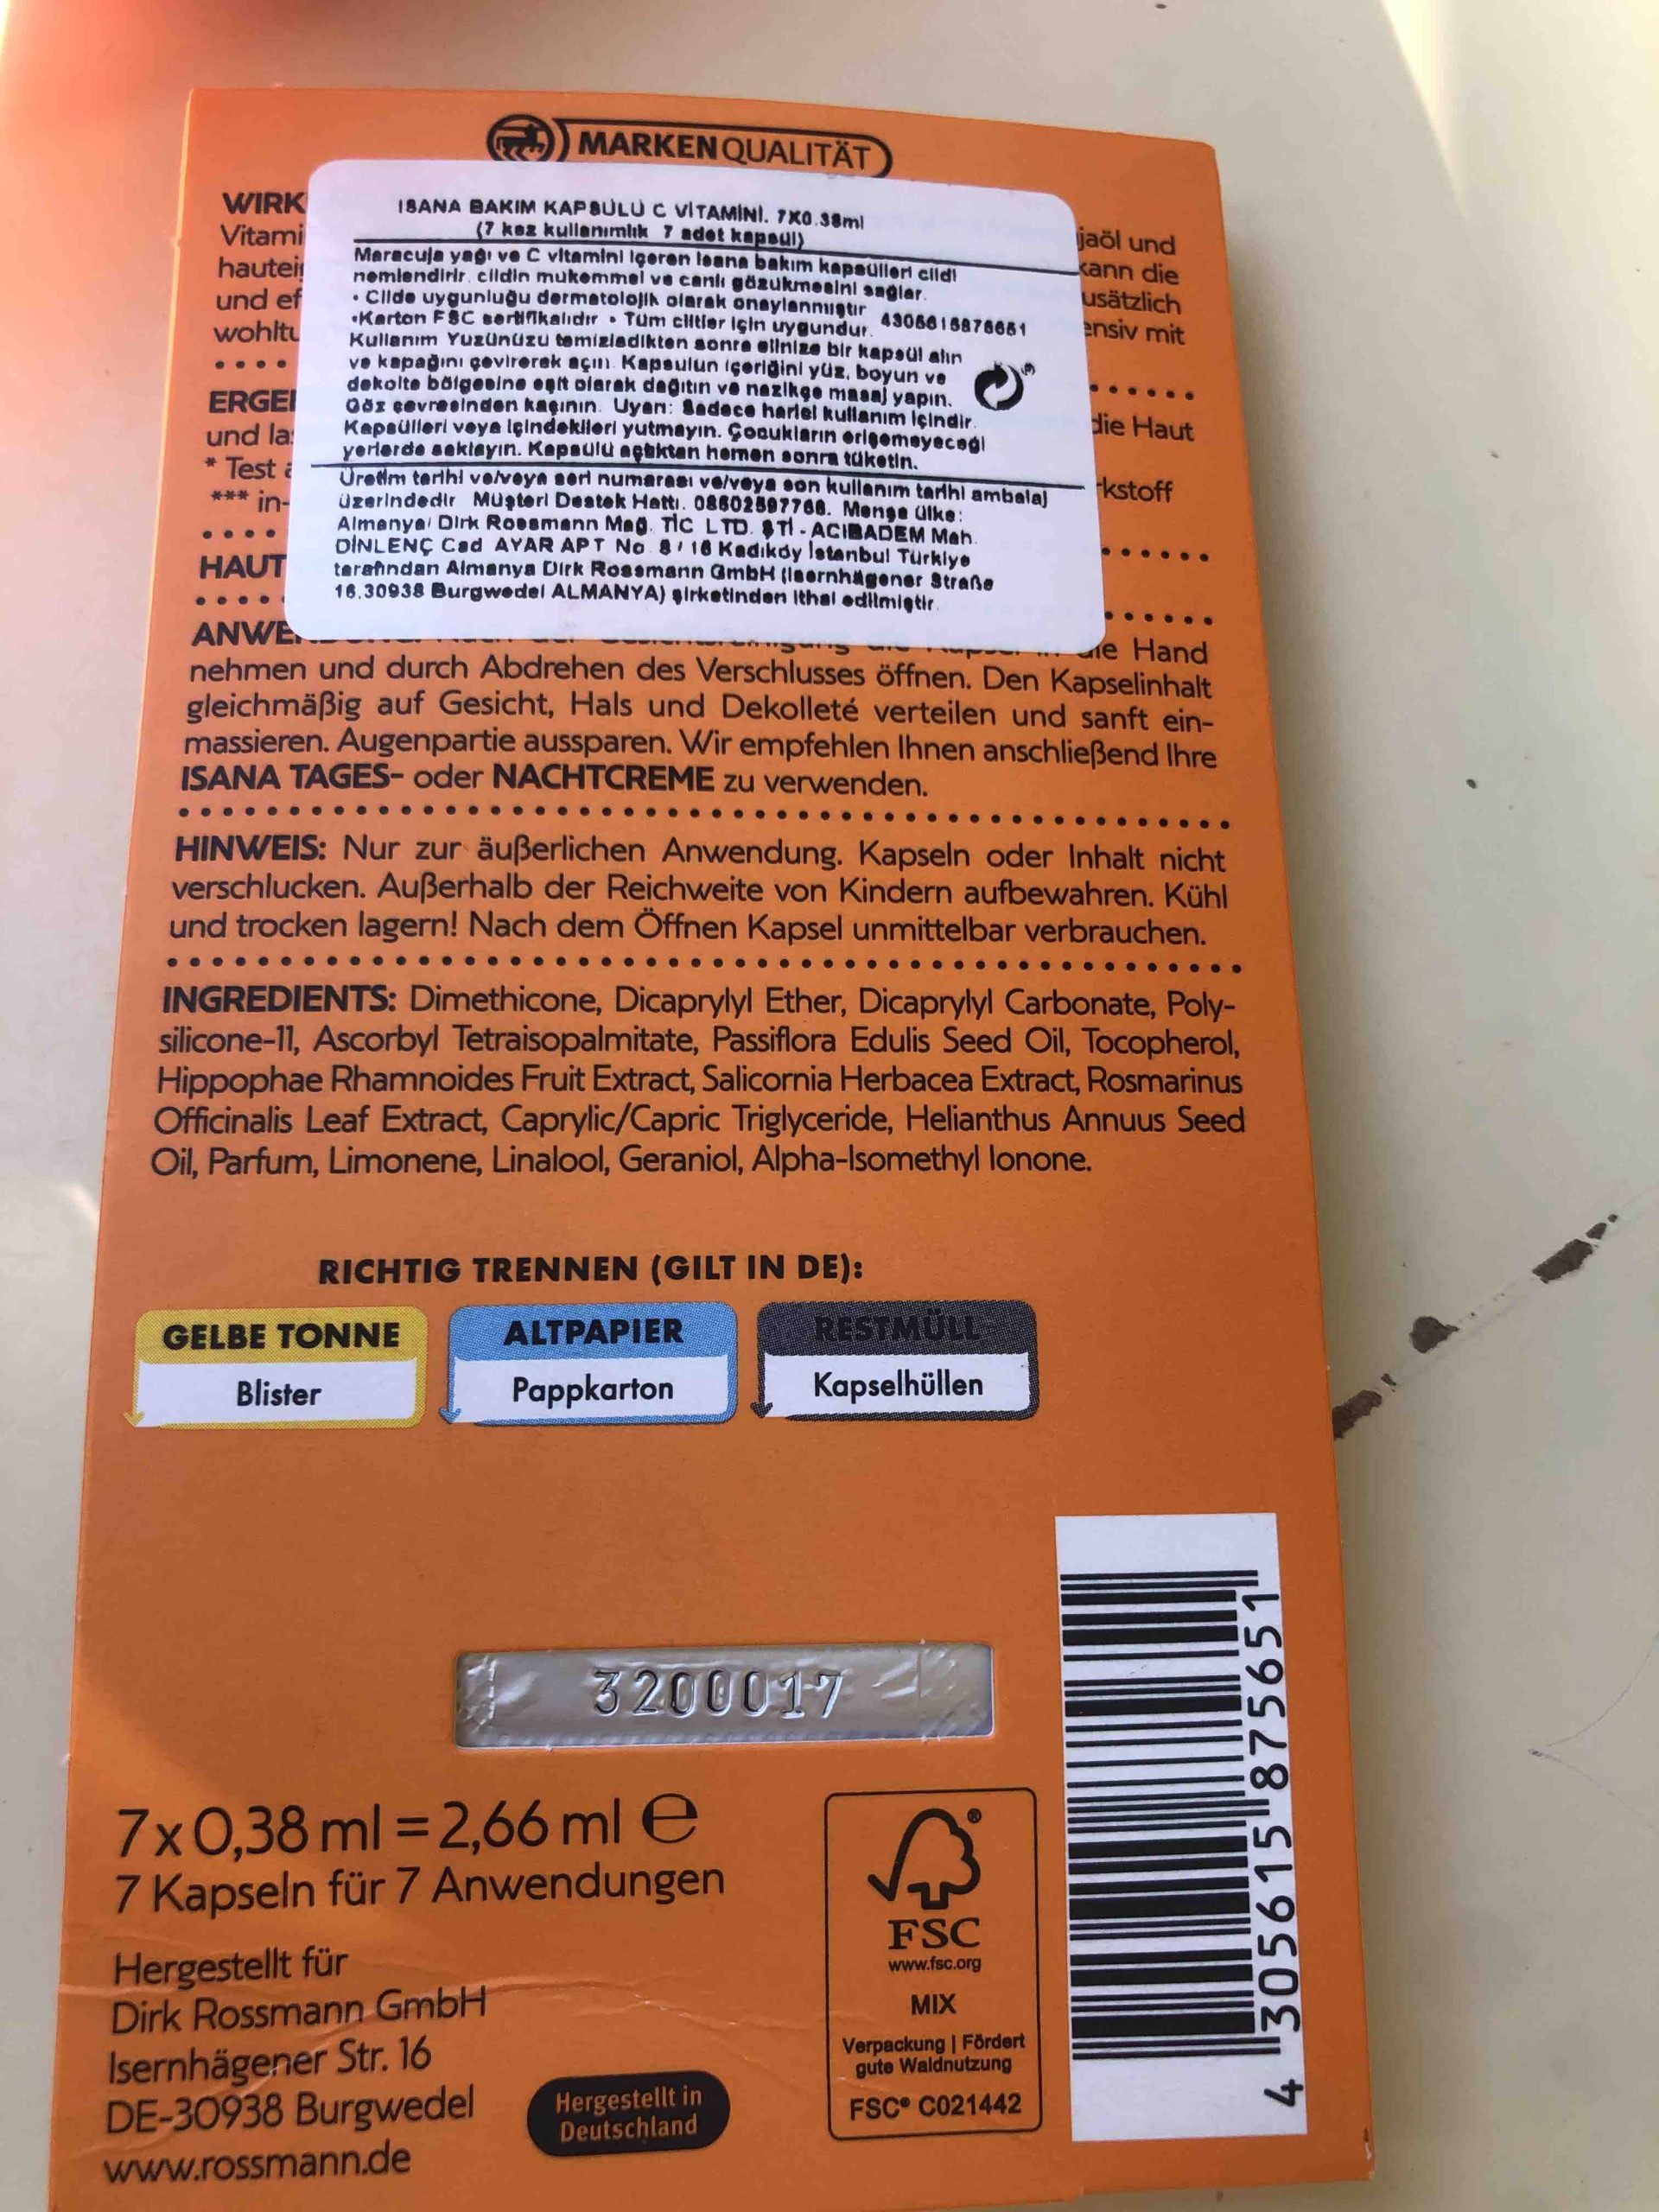 MARKENQUALITÄT
ISANA BAKIM KAPSÜLÜ C VİTAMİNİ. 7X0.38ml
(7 kez kullanımlık 7 adet kapsül)
Maracuja yağı ve C vitamini içeren Isana bakım kapsülleri cildi
nemlendirir. cildin mükemmel ve canlı gözükmesini sağlar.
• Cilde uygunluğu dermatolojik olarak onaylanmıştır
•Karton FSC sertifikalıdır • Tüm ciltler için uygundur. 4305615875651
Kullanım Yüzünüzü temizledikten sonra elinize bir kapsül alın
ve kapağını çevirerek açın. Kapsülün içeriğini yüz, boyun ve
dekolte bölgesine eşit olarak dağıtın ve nazikçe masaj yapın.
Göz çevresinden kaçının. Uyarı: Sadece harici kullanım içindir.
Kapsülleri veya içindekileri yutmayın. Çocukların erişemeyeceği
yerlerde saklayın. Kapsülü açtıktan hemen sonra tüketin.
Üretim tarihi ve/veya seri numarası ve/veya son kullanım tarihi ambalaj
üzerindedir Müşteri Destek Hattı. 08502597768. Menşe ülke:
Almanya Dirk Rossmann Mağ. TİC LTD. ŞTİ - ACIBADEM Mah.
DİNLENÇ Cad AYAR APT No 8 / 16 Kadıköy İstanbul Türkiye
tarafından Almanya Dirk Rossmann GmbH (Isernhägener Straße
16.30938 Burgwedel ALMANYA) şirketinden ithal edilmiştir.
WIRK
Vitami jaöl und
hautei kann die
und ef usätzlich
wohltu ensiv mit
ERGE die Haut
und la
* Test
*** in- kstoff
HAUT
ANWE die Hand
nehmen und durch Abdrehen des Verschlusses öffnen. Den Kapselinhalt
gleichmäßig auf Gesicht, Hals und Dekolleté verteilen und sanft ein-
massieren. Augenpartie aussparen. Wir empfehlen Ihnen anschließend Ihre
ISANA TAGES- oder NACHTCREME zu verwenden.
HINWEIS: Nur zur äußerlichen Anwendung. Kapseln oder Inhalt nicht
verschlucken. Außerhalb der Reichweite von Kindern aufbewahren. Kühl
und trocken lagern! Nach dem Öffnen Kapsel unmittelbar verbrauchen.
INGREDIENTS: Dimethicone, Dicaprylyl Ether, Dicaprylyl Carbonate, Poly-
silicone-11, Ascorbyl Tetraisopalmitate, Passiflora Edulis Seed Oil, Tocopherol,
Hippophae Rhamnoides Fruit Extract, Salicornia Herbacea Extract, Rosmarinus
Officinalis Leaf Extract, Caprylic/Capric Triglyceride, Helianthus Annuus Seed
Oil, Parfum, Limonene, Linalool, Geraniol, Alpha-Isomethyl Ionone.
RICHTIG TRENNEN (GILT IN DE):
GELBE TONNE
Blister
ALTPAPIER
Pappkarton
RESTMÜLL
Kapselhüllen
3200017
7 x 0,38 ml = 2,66 ml e
7 Kapseln für 7 Anwendungen
Hergestellt für
Dirk Rossmann GmbH
Isernhägener Str. 16
DE-30938 Burgwedel
www.rossmann.de
Hergestellt in
Deutschland
FSC
www.fsc.org
MIX
Verpackung | Fördert
gute Waldnutzung
FSC® C021442
4 305615 875651